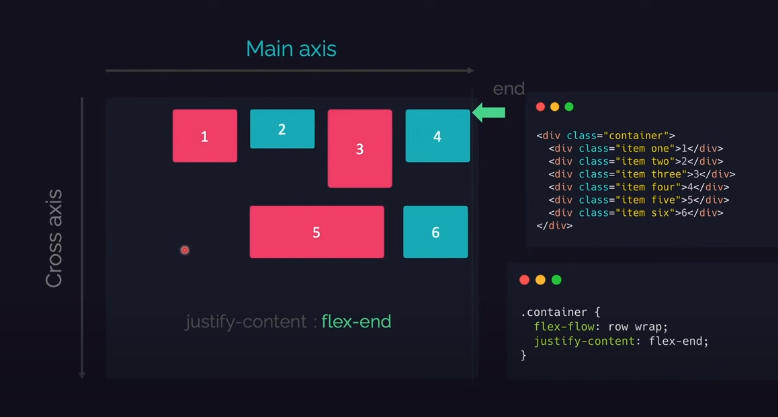 Main axis
end
Cross axis
1
2
3
4
5
6
justify-content : flex-end
<div class="container">
  <div class="item one">1</div>
  <div class="item two">2</div>
  <div class="item three">3</div>
  <div class="item four">4</div>
  <div class="item five">5</div>
  <div class="item six">6</div>
</div>
.container {
  flex-flow: row wrap;
  justify-content: flex-end;
}